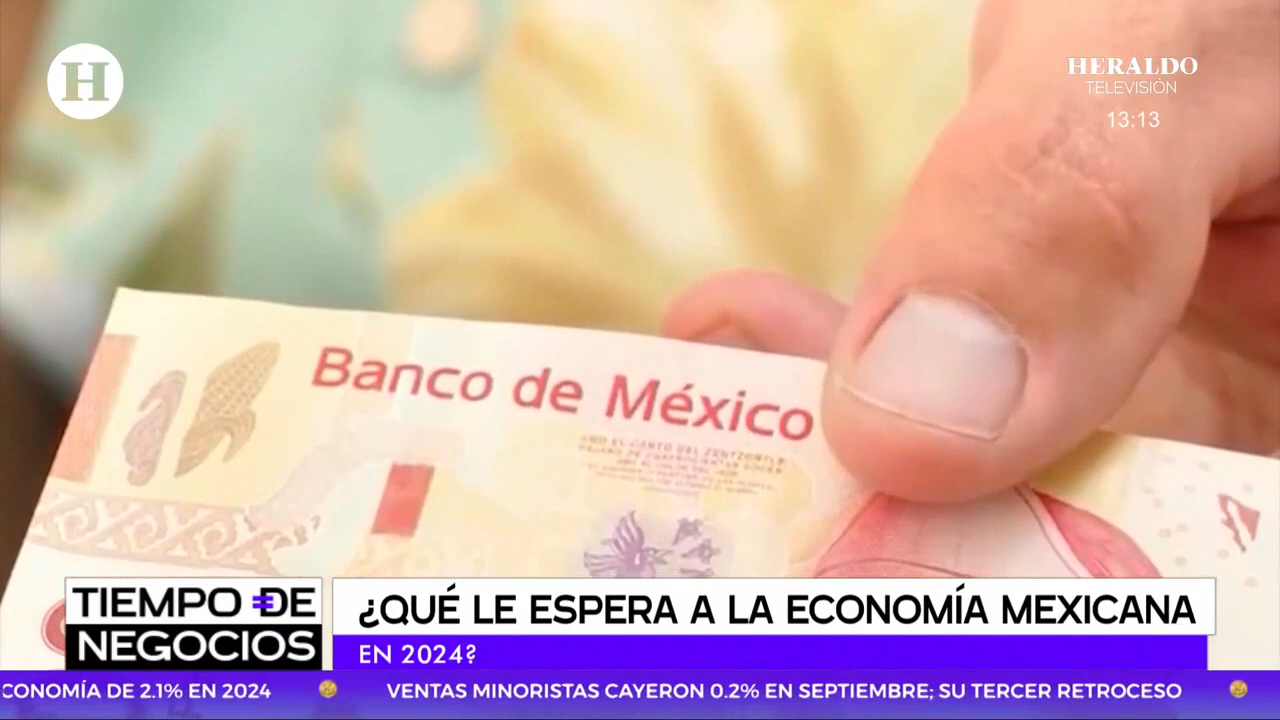 H
HERALDO
TELEVISIÓN
13:13
Banco de México
TIEMPO DE
NEGOCIOS
¿QUÉ LE ESPERA A LA ECONOMÍA MEXICANA
EN 2024?
CONOMÍA DE 2.1% EN 2024
VENTAS MINORISTAS CAYERON 0.2% EN SEPTIEMBRE; SU TERCER RETROCESO